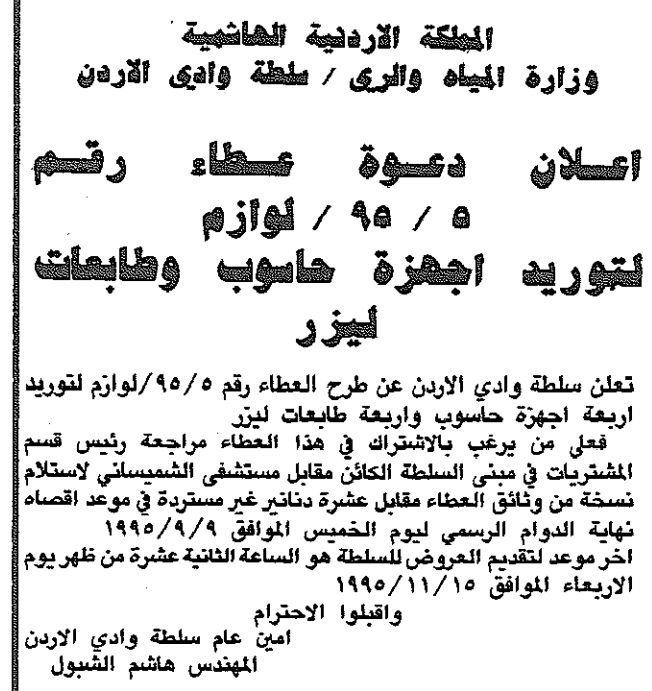 المملكة الاردنية الهاشمية
وزارة المياه والرى / سلطة وادى الاردن
اعلان دعوة عطاء رقم
٥ / ٩٥ / لوازم
لتوريد اجهزة حاسوب وطابعات
ليزر
تعلن سلطة وادي الاردن عن طرح العطاء رقم ٩٥/٥/لوازم لتوريد
اربعة اجهزة حاسوب واربعة طابعات ليزر
فعلى من يرغب بالاشتراك في هذا العطاء مراجعة رئيس قسم
المشتريات في مبنى السلطة الكائن مقابل مستشفى الشميساني لاستلام
نسخة من وثائق العطاء مقابل عشرة دنانير غير مستردة في موعد اقصاه
نهاية الدوام الرسمي ليوم الخميس الموافق ١٩٩٥/٩/٩
اخر موعد لتقديم العروض للسلطة هو الساعة الثانية عشرة من ظهر يوم
الاربعاء الموافق ١٩٩٥/١١/١٥
واقبلوا الاحترام
امين عام سلطة وادي الاردن
المهندس هاشم الشبول